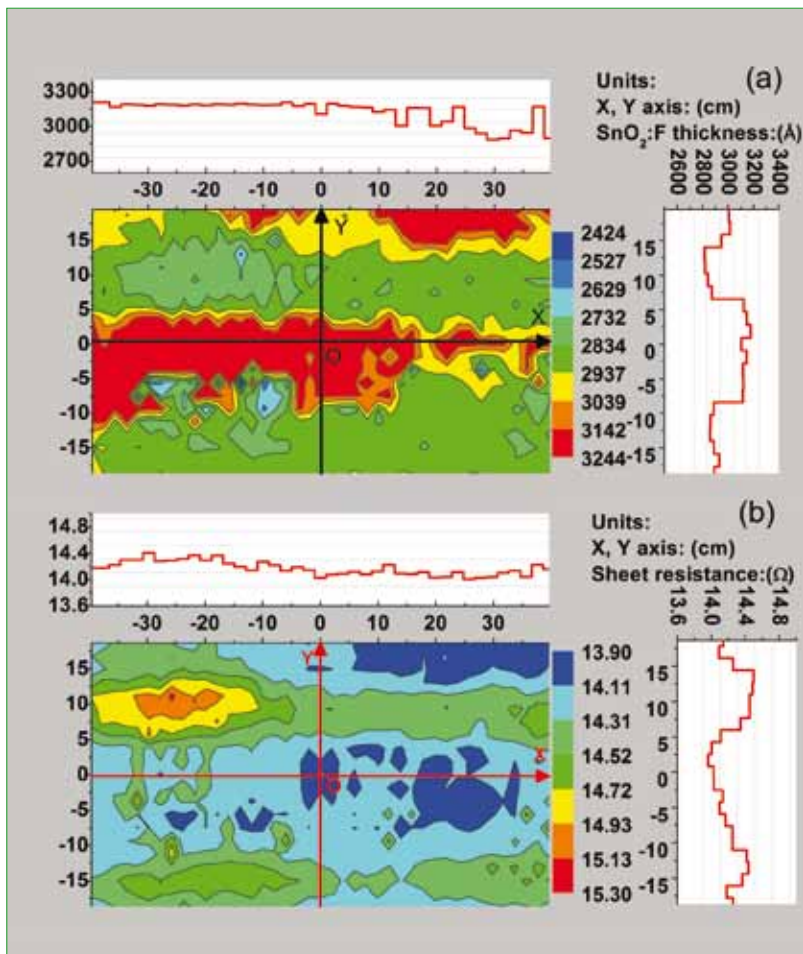 (a)
Units:
X, Y axis: (cm)
SnO2:F thickness:(Å)
3300
3000
2700
-30 -20 -10 0 10 20 30
2600 2800 3000 3200 3400
Y
X
O
15
10
5
0
-5
-10
-15
2424
2527
2629
2732
2834
2937
3039
3142
3244
15
10
5
0
-5
-10
-15
(b)
Units:
X, Y axis: (cm)
Sheet resistance:(Ω)
14.8
14.4
14.0
13.6
-30 -20 -10 0 10 20 30
13.6 14.0 14.4 14.8
Y
X
O
15
10
5
0
-5
-10
-15
13.90
14.11
14.31
14.52
14.72
14.93
15.13
15.30
15
10
5
0
-5
-10
-15